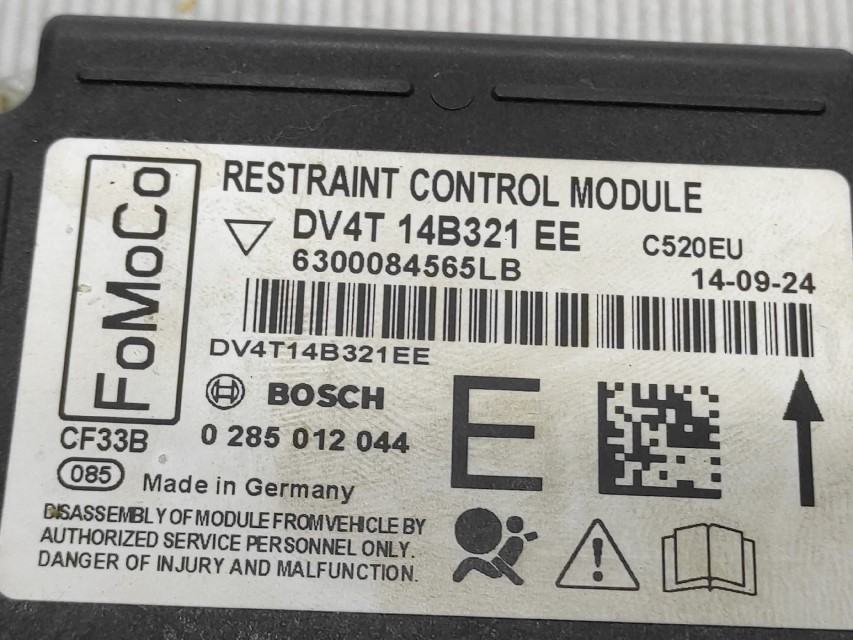 FoMoCo
RESTRAINT CONTROL MODULE
DV4T 14B321 EE
C520EU
6300084565LB
14-09-24
DV4T14B321EE
BOSCH
E
CF33B
0 285 012 044
085
Made in Germany
DISASSEMBLY OF MODULE FROM VEHICLE BY
AUTHORIZED SERVICE PERSONNEL ONLY.
DANGER OF INJURY AND MALFUNCTION.